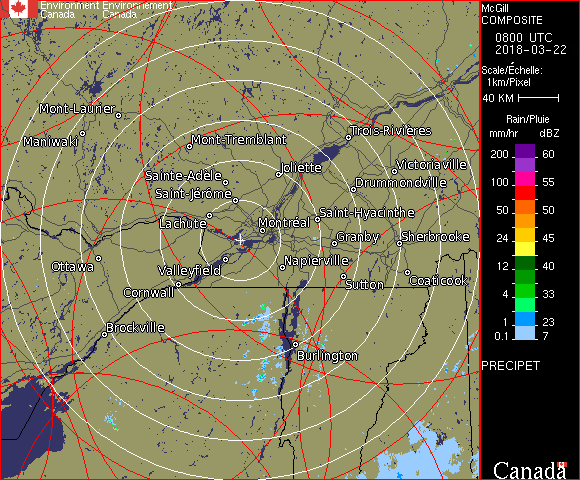 Environment Environnement
Canada Canada
McGill
COMPOSITE
0800 UTC
2018-03-22
Scale/Échelle:
1km/Pixel
40 KM
Rain/Pluie
mm/hr dBZ
200 60
100 55
50 50
24 45
12 40
4 33
1 23
0.1 7
PRECIPET
Canada
Mont-Laurier
Maniwaki
Mont-Tremblant
Trois-Rivières
Joliette
Victoriaville
Sainte-Adèle
Drummondville
Saint-Jérôme
Lachute
Montréal
Saint-Hyacinthe
Granby
Sherbrooke
Ottawa
Valleyfield
Napierville
Cornwall
Sutton
Coaticook
Brockville
Burlington